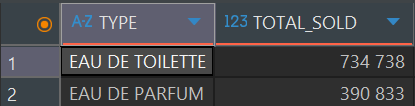 A-Z TYPE 123 TOTAL_SOLD
1 EAU DE TOILETTE 734 738
2 EAU DE PARFUM 390 833